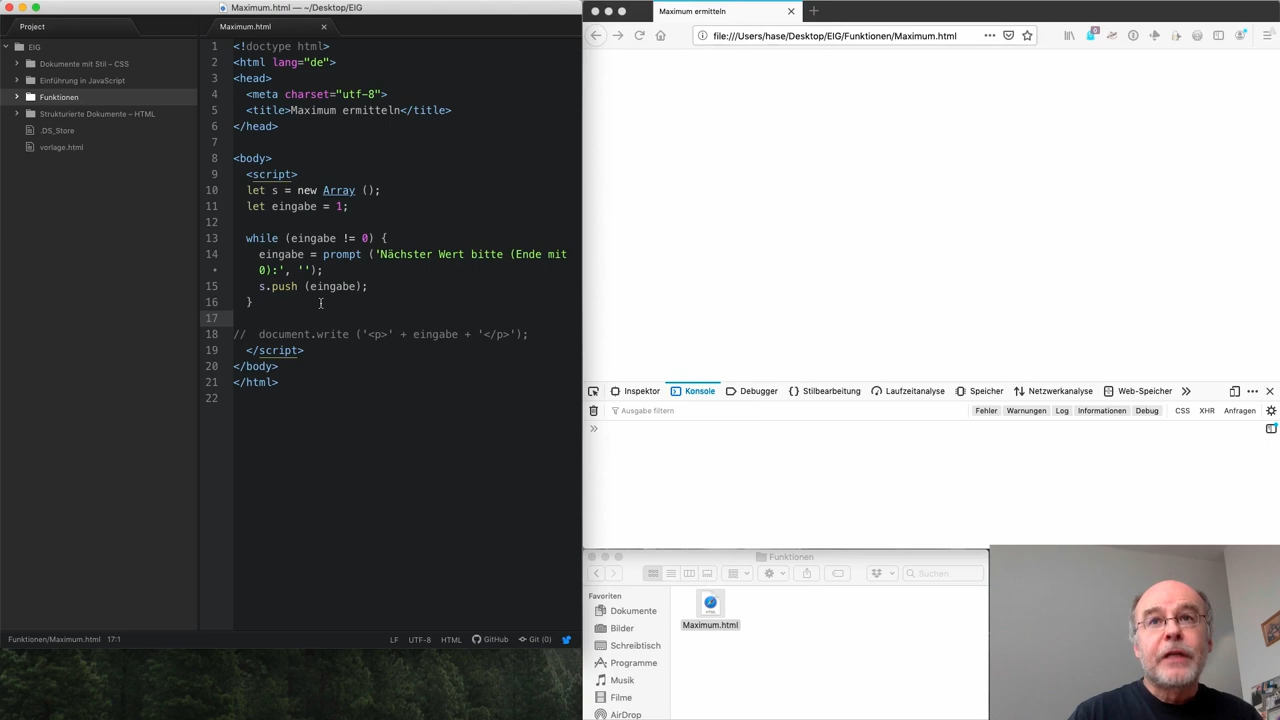 Maximum.html — ~/Desktop/EIG
Project
EIG
Dokumente mit Stil – CSS
Einführung in JavaScript
Funktionen
Strukturierte Dokumente – HTML
.DS_Store
vorlage.html
Maximum.html
1 <!doctype html>
2 <html lang="de">
3 <head>
4 <meta charset="utf-8">
5 <title>Maximum ermitteln</title>
6 </head>
7
8 <body>
9 <script>
10 let s = new Array ();
11 let eingabe = 1;
12
13 while (eingabe != 0) {
14 eingabe = prompt ('Nächster Wert bitte (Ende mit
• 0):', '');
15 s.push (eingabe);
16 }
17
18 // document.write ('<p>' + eingabe + '</p>');
19 </script>
20 </body>
21 </html>
22
Funktionen/Maximum.html 17:1
LF UTF-8 HTML GitHub Git (0)
Maximum ermitteln
file:///Users/hase/Desktop/EIG/Funktionen/Maximum.html
Inspektor Konsole Debugger Stilbearbeitung Laufzeitanalyse Speicher Netzwerkanalyse Web-Speicher
Ausgabe filtern
Fehler Warnungen Log Informationen Debug CSS XHR Anfragen
Funktionen
Suchen
Favoriten
Dokumente
Bilder
Schreibtisch
Programme
Musik
Filme
AirDrop
HTML
Maximum.html